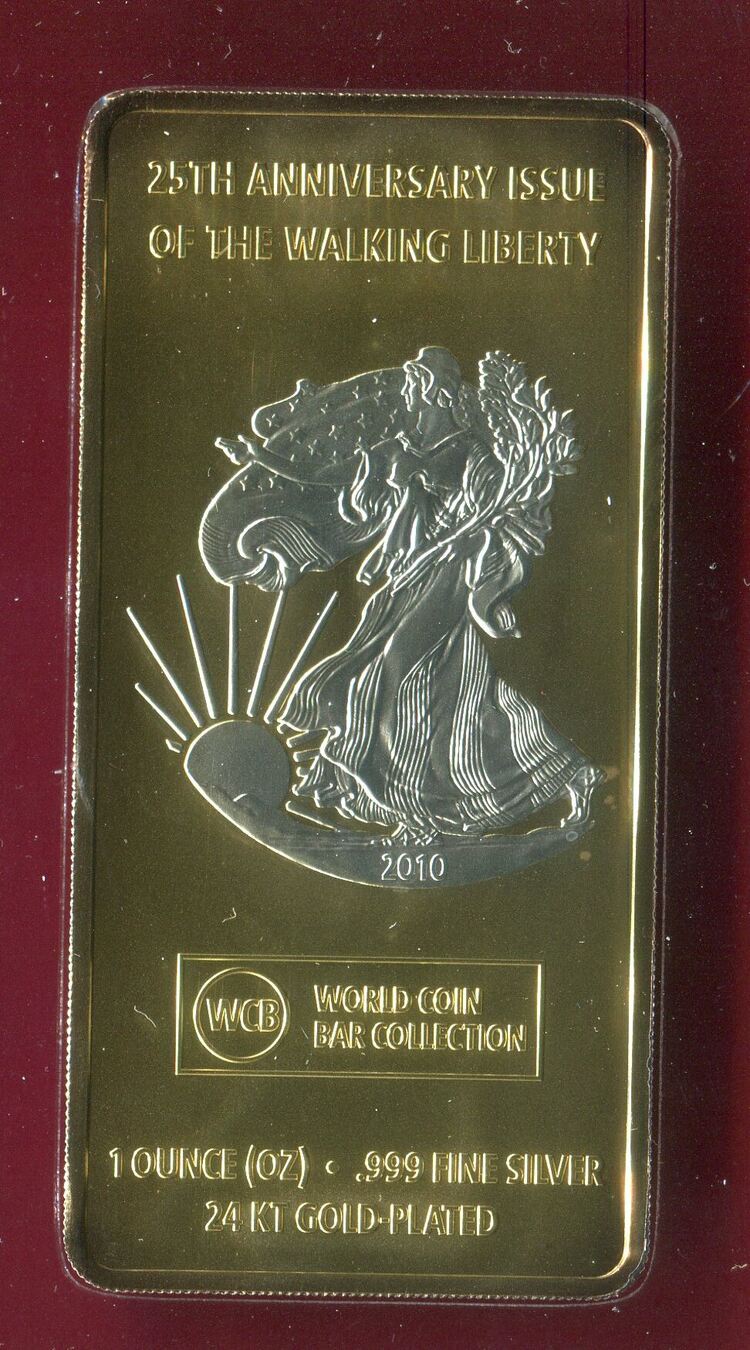 25TH ANNIVERSARY ISSUE
OF THE WALKING LIBERTY
2010
WCB
WORLD COIN
BAR COLLECTION
1 OUNCE (OZ) • .999 FINE SILVER
24 KT GOLD-PLATED